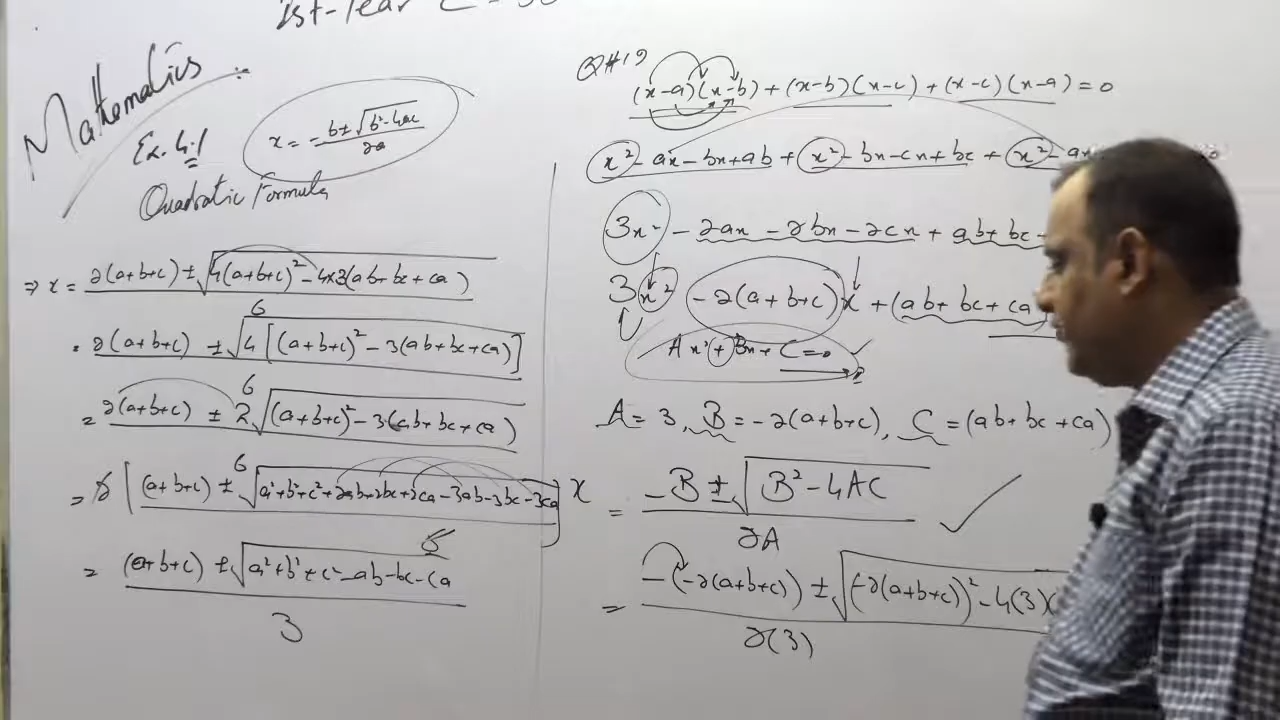 1st-Year
Mathematics
Ex. 4.1
x = -b ± √(b² - 4ac) / 2a
Quadratic Formula
⇒ x = 2(a+b+c) ± √(4(a+b+c)² - 4×3(ab+bc+ca)) / 6
= 2(a+b+c) ± √(4[(a+b+c)² - 3(ab+bc+ca)]) / 6
= 2(a+b+c) ± 2√((a+b+c)² - 3(ab+bc+ca)) / 6
= 2[(a+b+c) ± √(a²+b²+c²+2ab+2bc+2ca-3ab-3bc-3ca)] / 6
= (a+b+c) ± √(a²+b²+c²-ab-bc-ca) / 3
Q#19
(x-a)(x-b) + (x-b)(x-c) + (x-c)(x-a) = 0
x² - ax - bx + ab + x² - bx - cx + bc + x² - ax
3x² - 2ax - 2bx - 2cx + ab + bc
3x² - 2(a+b+c)x + (ab+bc+ca
Ax² + Bx + C = 0
A = 3, B = -2(a+b+c), C = (ab+bc+ca)
x = -B ± √(B² - 4AC) / 2A
= -(-2(a+b+c)) ± √((-2(a+b+c))² - 4(3)( / 2(3)